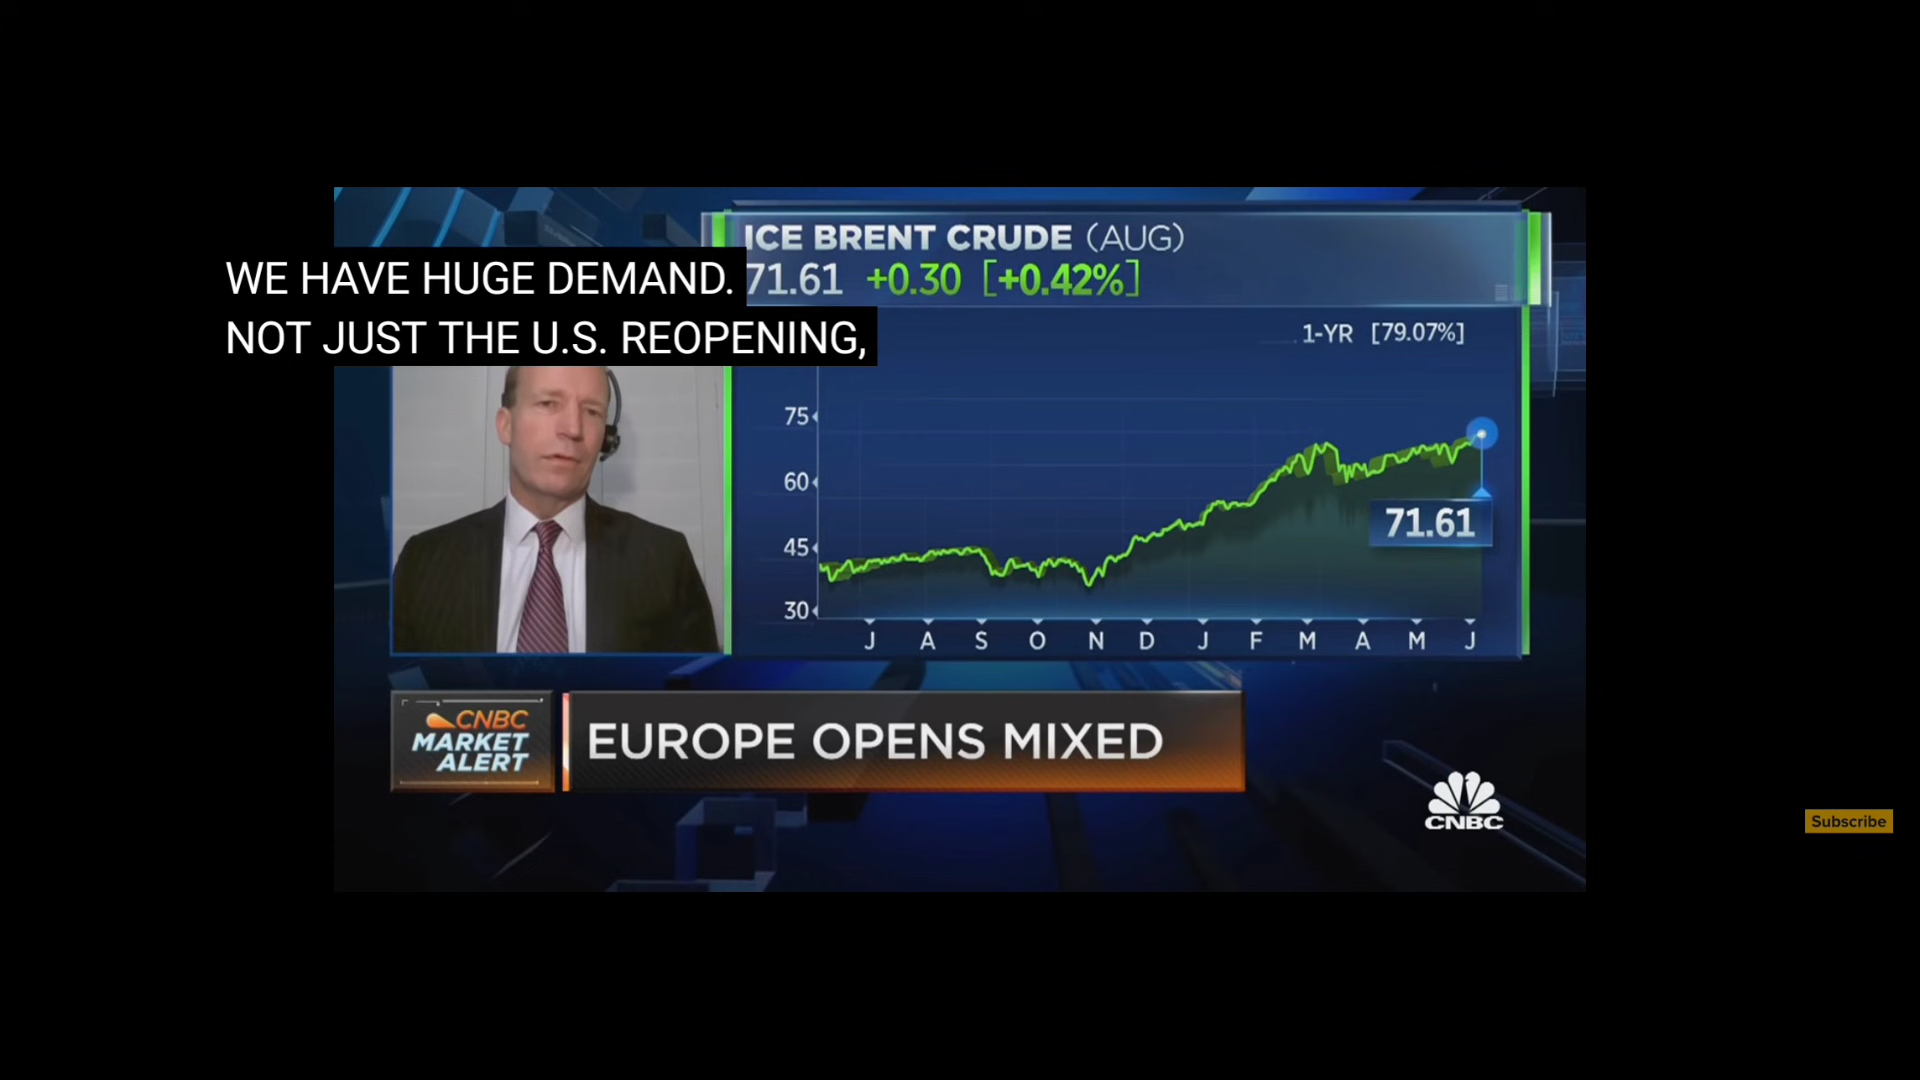 WE HAVE HUGE DEMAND.
NOT JUST THE U.S. REOPENING,
ICE BRENT CRUDE (AUG)
71.61 +0.30 [+0.42%]
1-YR [79.07%]
75
60
45
30
71.61
J A S O N D J F M A M J
CNBC
MARKET
ALERT
EUROPE OPENS MIXED
CNBC
Subscribe